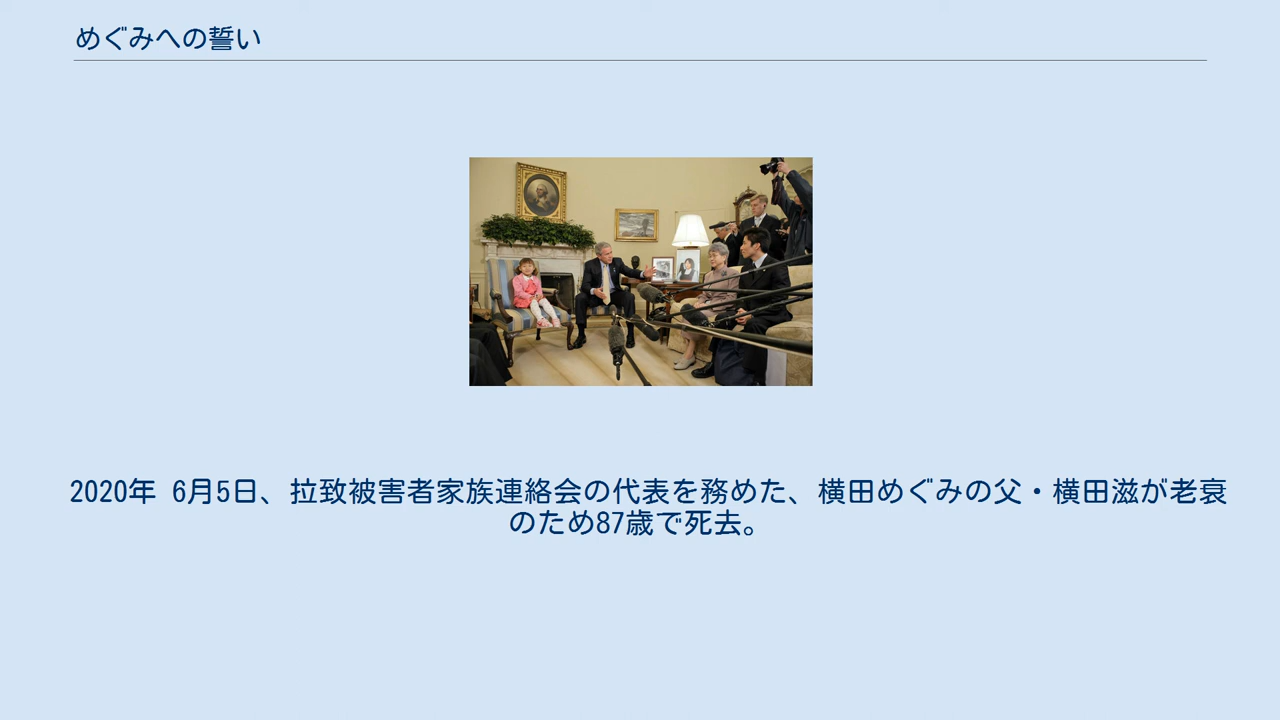 めぐみへの誓い
2020年 6月5日、拉致被害者家族連絡会の代表を務めた、横田めぐみの父・横田滋が老衰
のため87歳で死去。